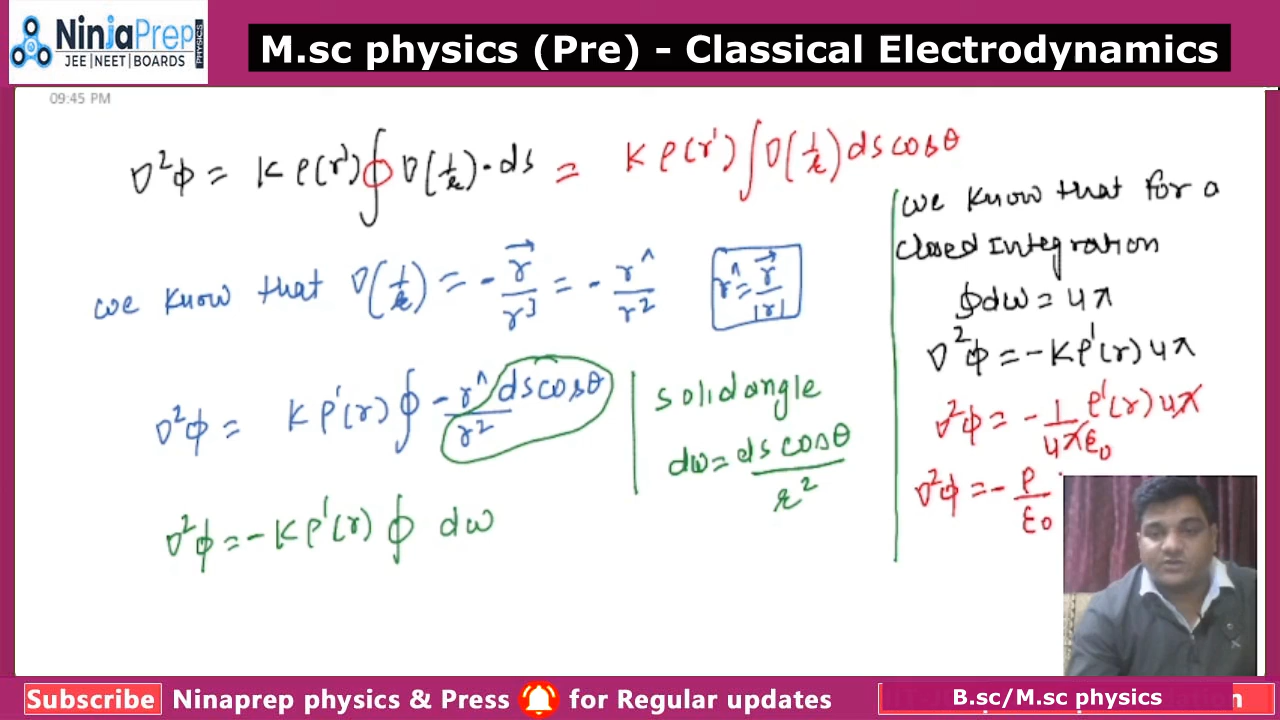 NinjaPrep
JEE | NEET | BOARDS
PHYSICS
M.sc physics (Pre) - Classical Electrodynamics
09:45 PM
∇²φ = K ρ(r') ∮ ∇(1/r) • ds = K ρ(r') ∫ ∇(1/r) ds cosθ
we know that ∇(1/r) = - r⃗/r³ = - r^/r²
r^ = r⃗/|r|
∇²φ = K ρ'(r) ∮ - r^/r² ds cosθ
∇²φ = - K ρ'(r) ∮ dω
solid angle
dω = ds cosθ/r²
we know that for a
closed Integration
∮dω = 4π
∇²φ = - K ρ'(r) 4π
∇²φ = - 1/4πε₀ ρ'(r) 4π
∇²φ = - ρ/ε₀
Subscribe Ninaprep physics & Press for Regular updates
B.sc/M.sc physics